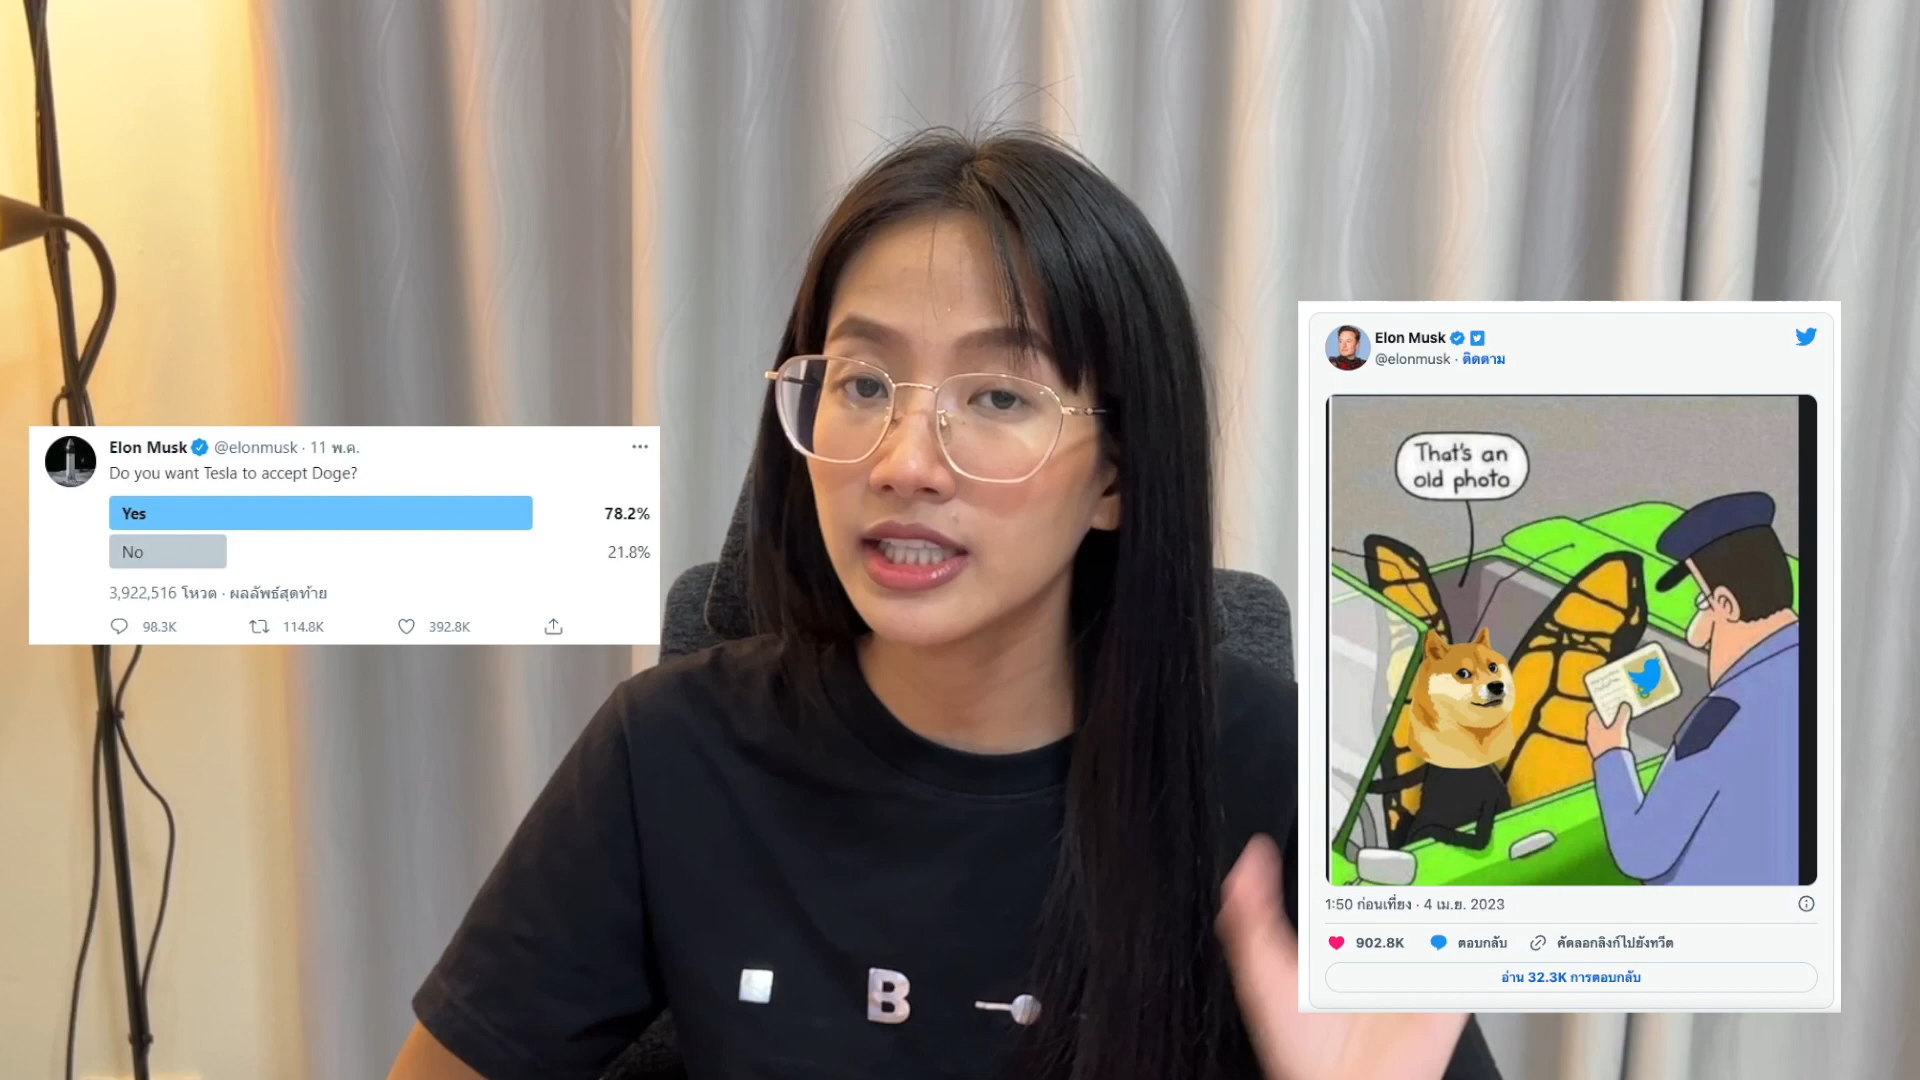 Elon Musk @elonmusk · 11 พ.ค.
Do you want Tesla to accept Doge?
Yes 78.2%
No 21.8%
3,922,516 โหวต · ผลลัพธ์สุดท้าย
98.3K 114.8K 392.8K
B
Elon Musk
@elonmusk · ติดตาม
That's an
old photo
1:50 ก่อนเที่ยง · 4 เม.ย. 2023
902.8K ตอบกลับ คัดลอกลิงก์ไปยังทวีต
อ่าน 32.3K การตอบกลับ